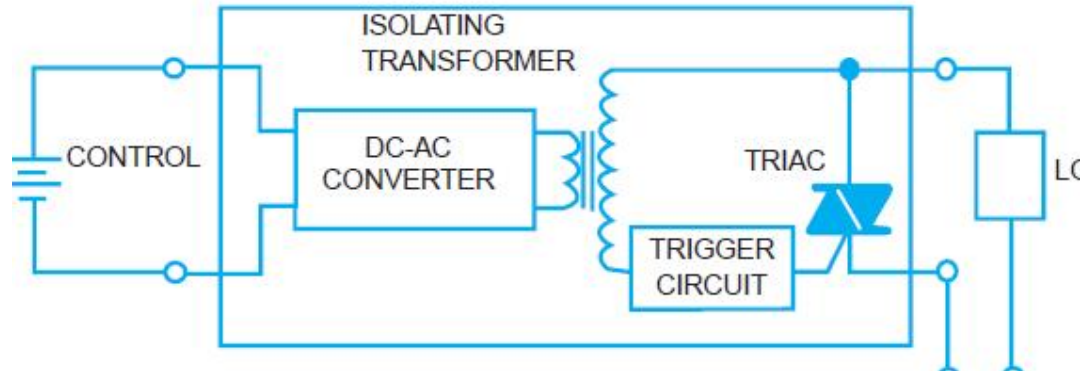 ISOLATING
TRANSFORMER
CONTROL
DC-AC
CONVERTER
TRIAC
TRIGGER
CIRCUIT